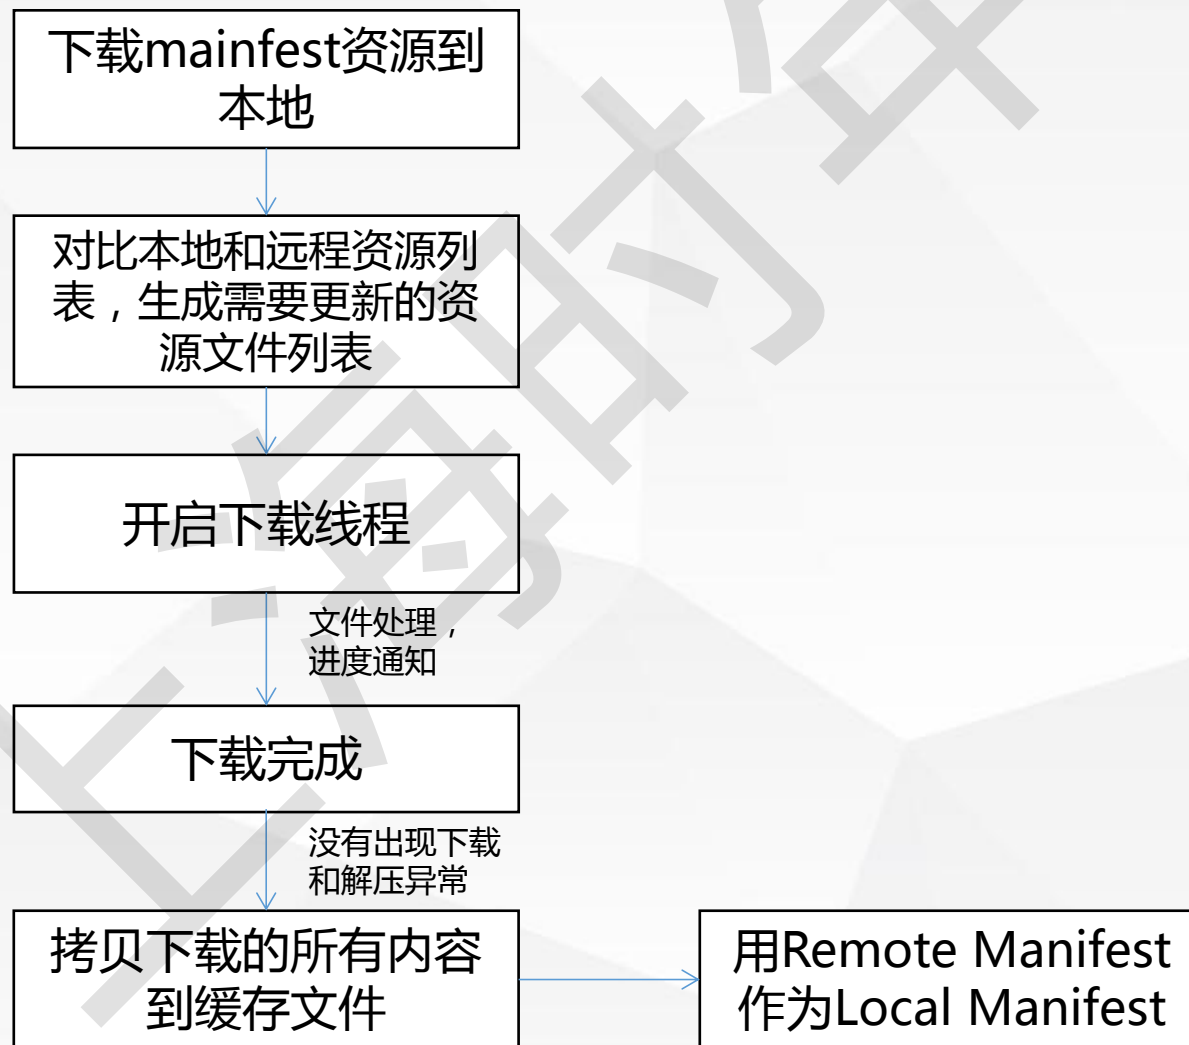 下载mainfest资源到
本地
对比本地和远程资源列
表，生成需要更新的资
源文件列表
开启下载线程
文件处理，
进度通知
下载完成
没有出现下载
和解压异常
拷贝下载的所有内容
到缓存文件
用Remote Manifest
作为Local Manifest
上海时